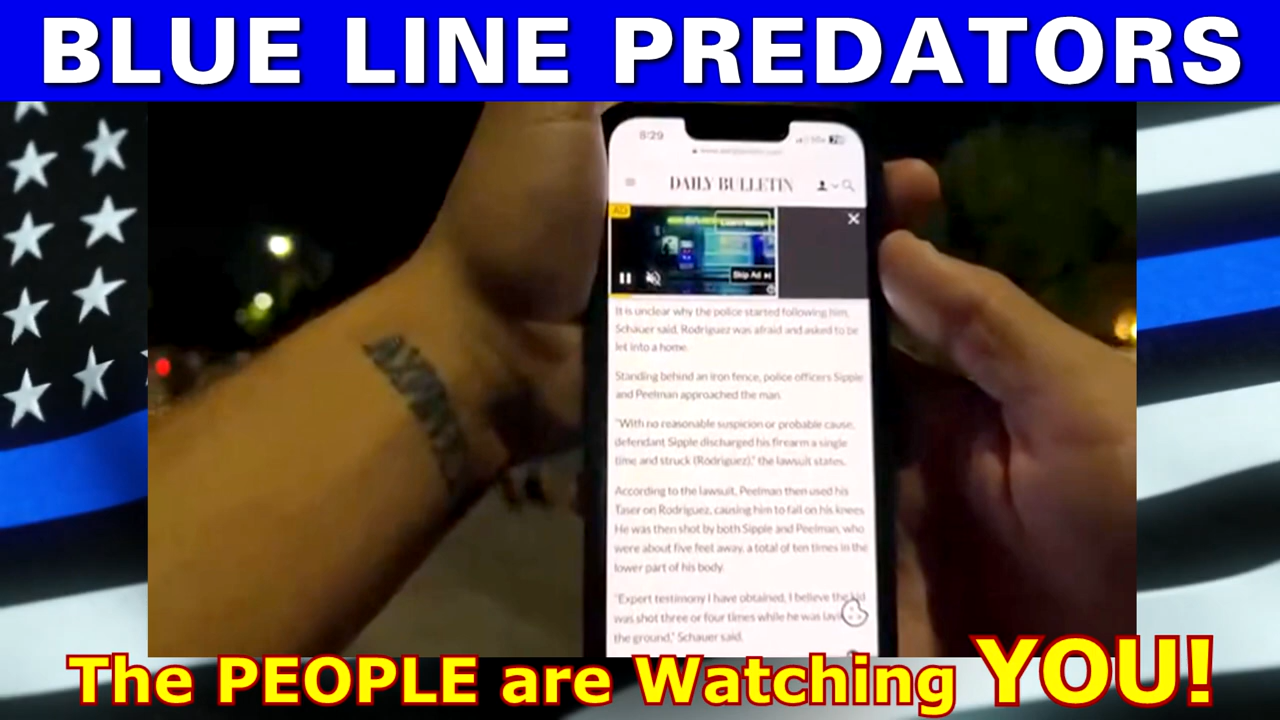 BLUE LINE PREDATORS
8:29
DAILY BULLETIN
AD
Learn More
Skip Ad
It is unclear why the police started following him,
Schauer said. Rodriguez was afraid and asked to be
let into a home.
Standing behind an iron fence, police officers Sipple
and Peelman approached the man.
"With no reasonable suspicion or probable cause,
defendant Sipple discharged his firearm a single
time and struck (Rodriguez)," the lawsuit states.
According to the lawsuit, Peelman then used his
Taser on Rodriguez, causing him to fall on his knees.
He was then shot by both Sipple and Peelman, who
were about five feet away, a total of ten times in the
lower part of his body.
"Expert testimony I have obtained, I believe the kid
was shot three or four times while he was
the ground," Schauer said.
The PEOPLE are Watching YOU!